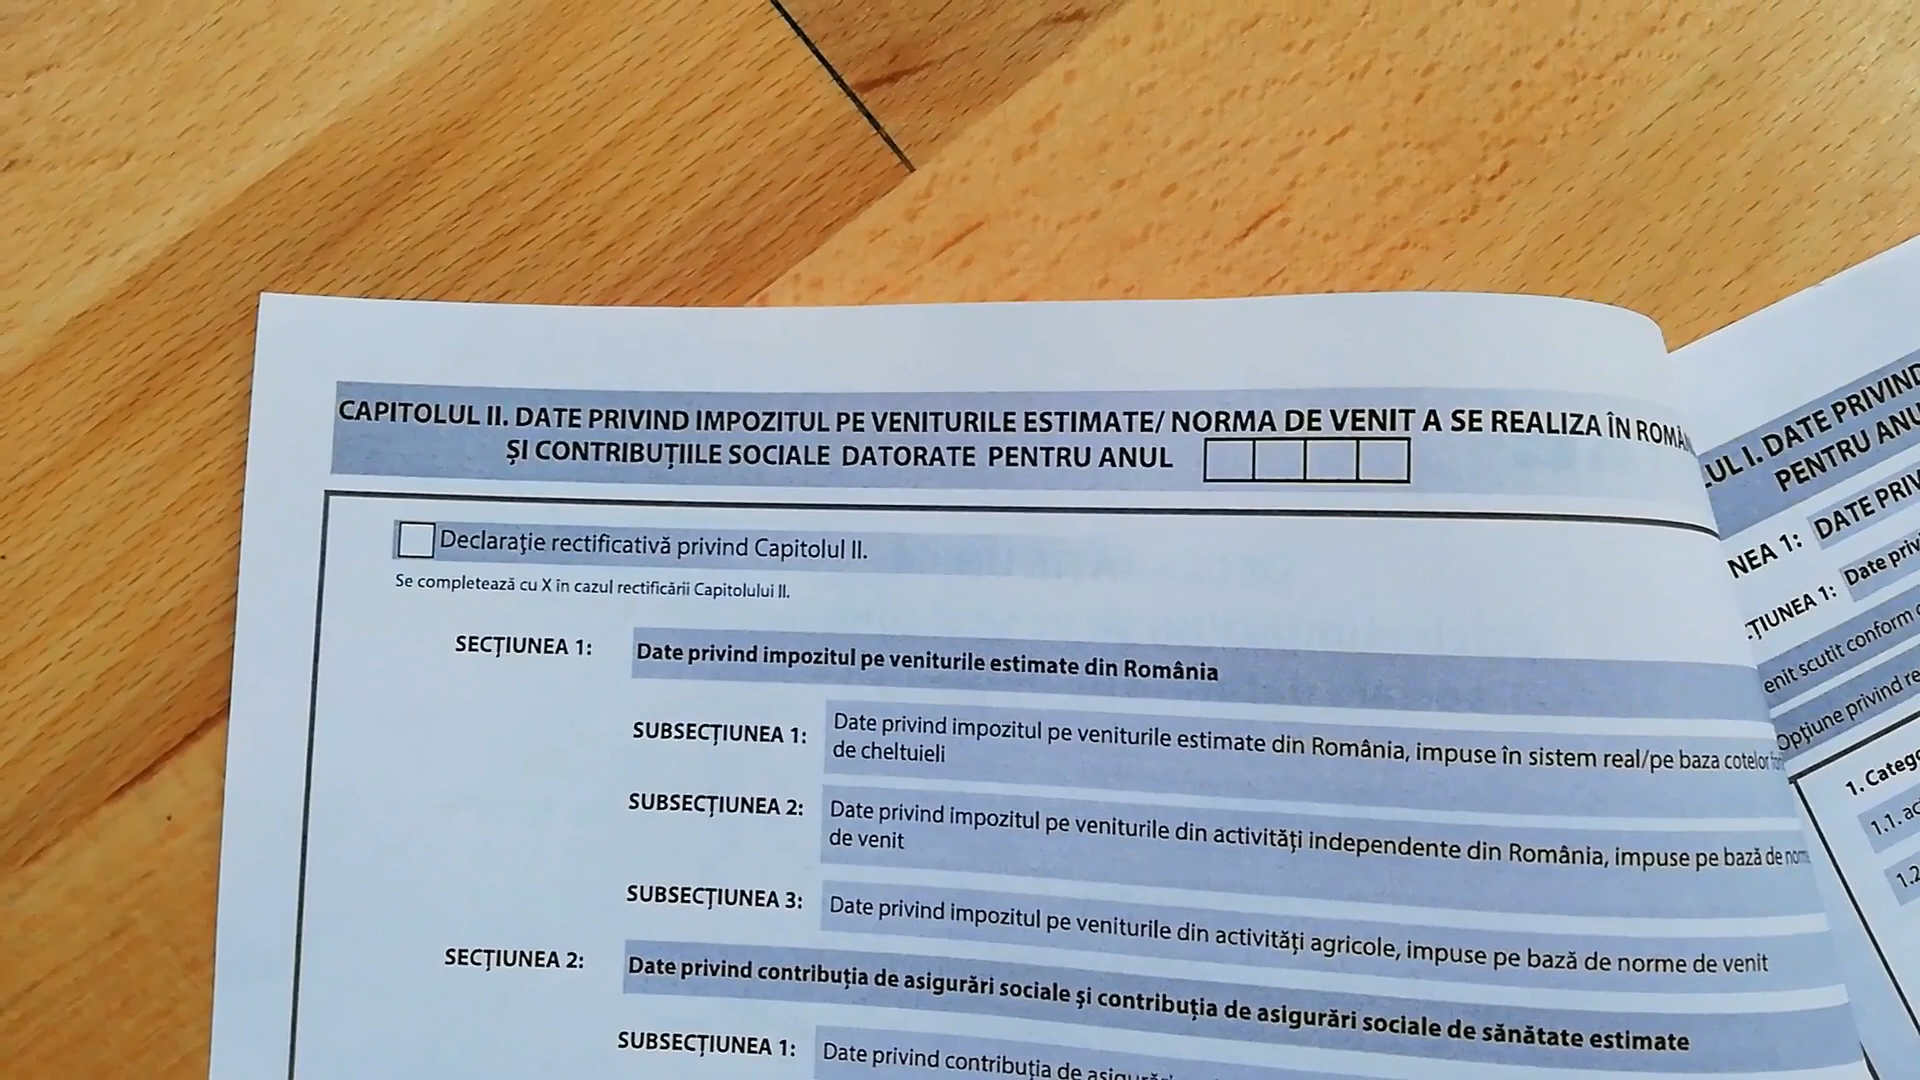 CAPITOLUL II. DATE PRIVIND IMPOZITUL PE VENITURILE ESTIMATE/ NORMA DE VENIT A SE REALIZA ÎN
ȘI CONTRIBUȚIILE SOCIALE DATORATE PENTRU ANUL
Declarație rectificativă privind Capitolul II.
Se completează cu X în cazul rectificării Capitolului II.
SECȚIUNEA 1: Date privind impozitul pe veniturile estimate din România
SUBSECȚIUNEA 1: Date privind impozitul pe veniturile estimate din România, impuse în sistem real/pe baza cotelor
de cheltuieli
SUBSECȚIUNEA 2: Date privind impozitul pe veniturile din activități independente din România, impuse pe bază de
de venit
SUBSECȚIUNEA 3: Date privind impozitul pe veniturile din activități agricole, impuse pe bază de norme de venit
SECȚIUNEA 2: Date privind contribuția de asigurări sociale și contribuția de asigurări sociale de sănătate estimate
SUBSECȚIUNEA 1: Date privind contribuția de
UL I. DATE PRIVIND
PENTRU ANU
NEA 1: DATE PRIV
ȚIUNEA 1: Date priv
enit scutit conform
Opțiune privind re
1. Catego
1.1. ac
1.2